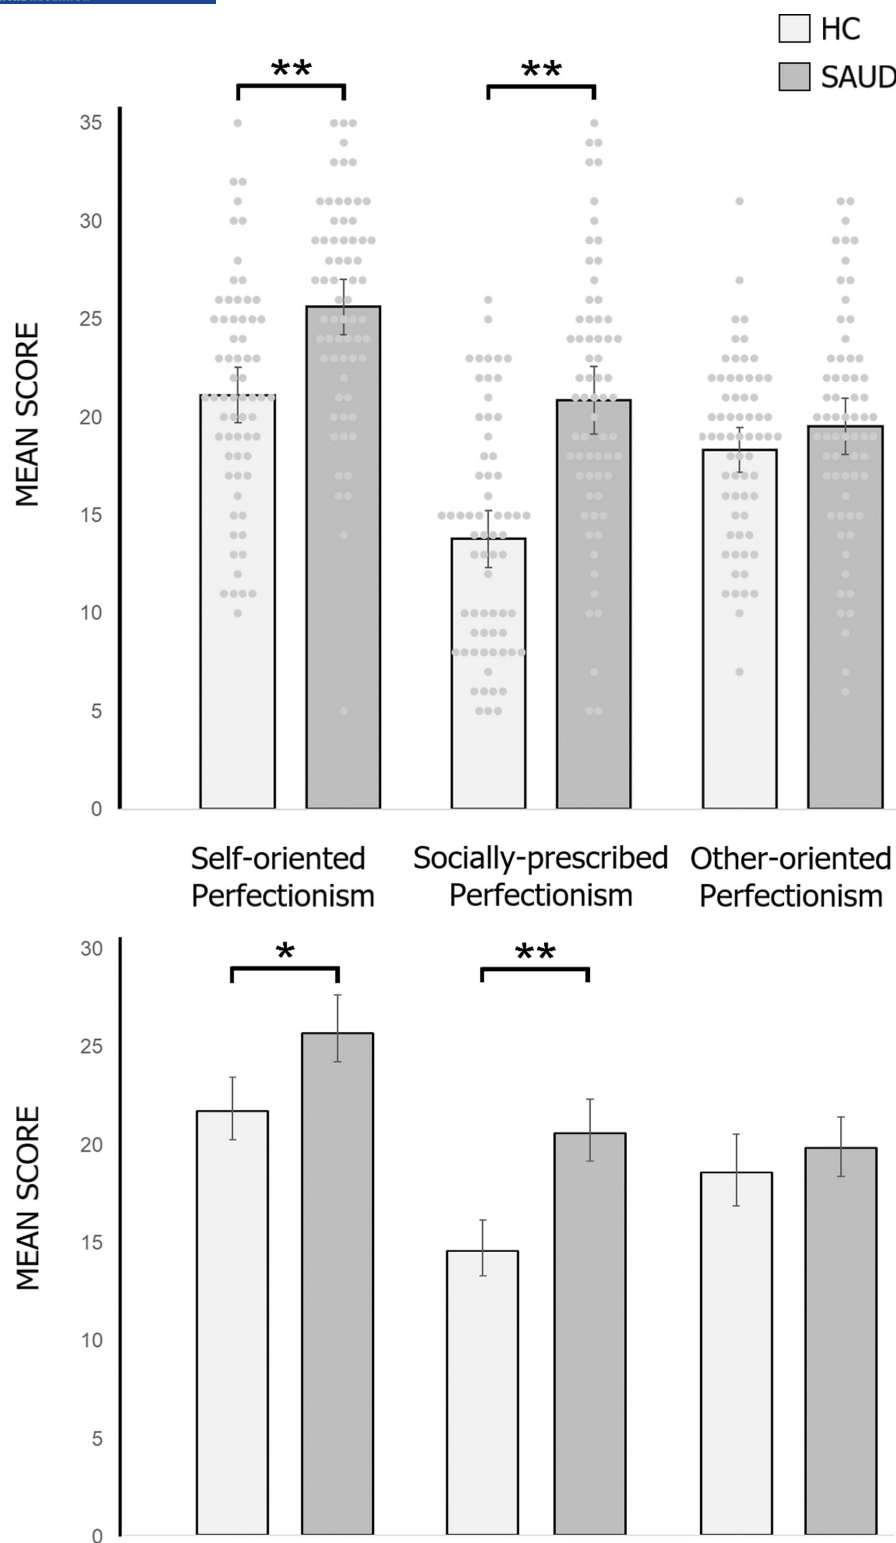 HC
SAUD
**
**
35
30
25
20
15
10
5
0
MEAN SCORE
Self-oriented
Perfectionism
Socially-prescribed
Perfectionism
Other-oriented
Perfectionism
30
25
20
15
10
5
0
MEAN SCORE
*
**